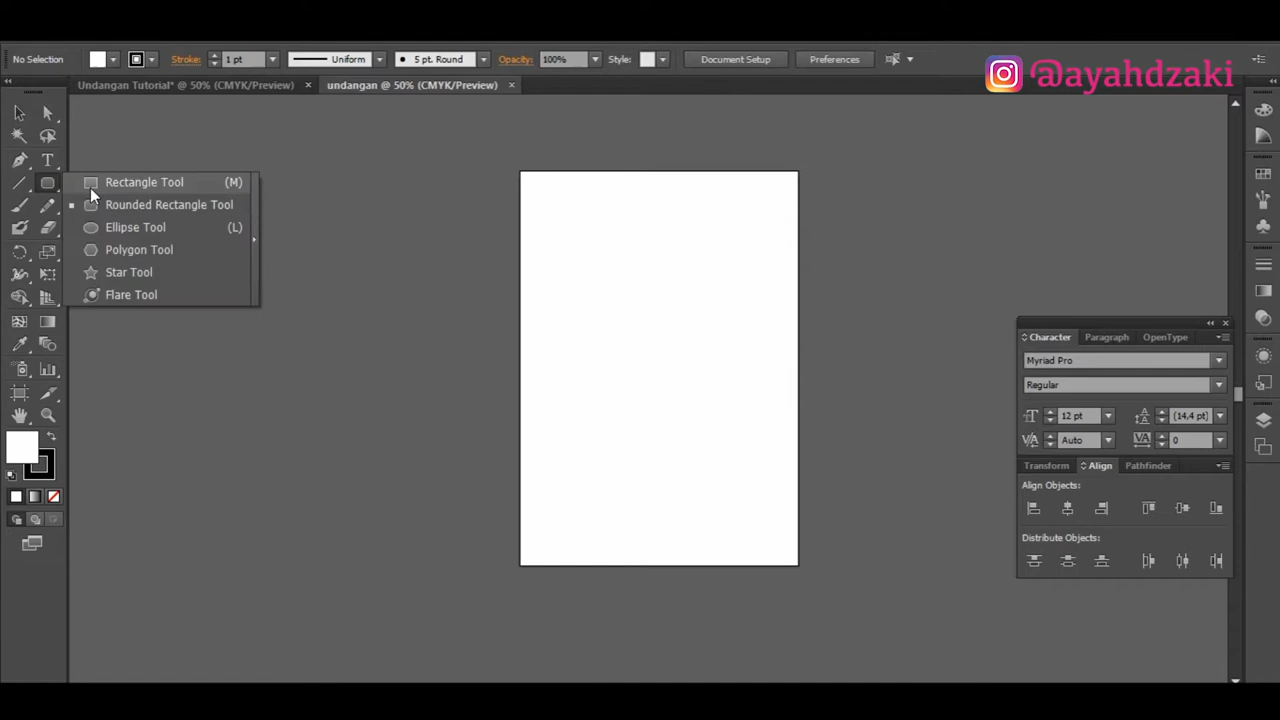 No Selection Stroke: 1 pt Uniform 5 pt. Round Opacity: 100% Style: Document Setup Preferences
@ayahdzaki
Undangan Tutorial* @ 50% (CMYK/Preview) × undangan @ 50% (CMYK/Preview) ×
Rectangle Tool (M)
Rounded Rectangle Tool
Ellipse Tool (L)
Polygon Tool
Star Tool
Flare Tool
Character Paragraph OpenType
Myriad Pro
Regular
12 pt (14,4 pt)
Auto 0
Transform Align Pathfinder
Align Objects:
Distribute Objects: